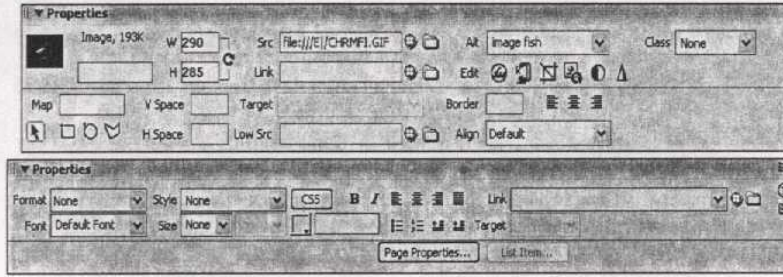 Properties
Image, 193K W 290 Src file:///E|/CHRMFI.GIF Alt image fish Class None
H 285 Link Edit
Map V Space Target Border
H Space Low Src Align Default
Properties
Format None Style None CSS B I Link
Font Default Font Size None Target
Page Properties... List Item...